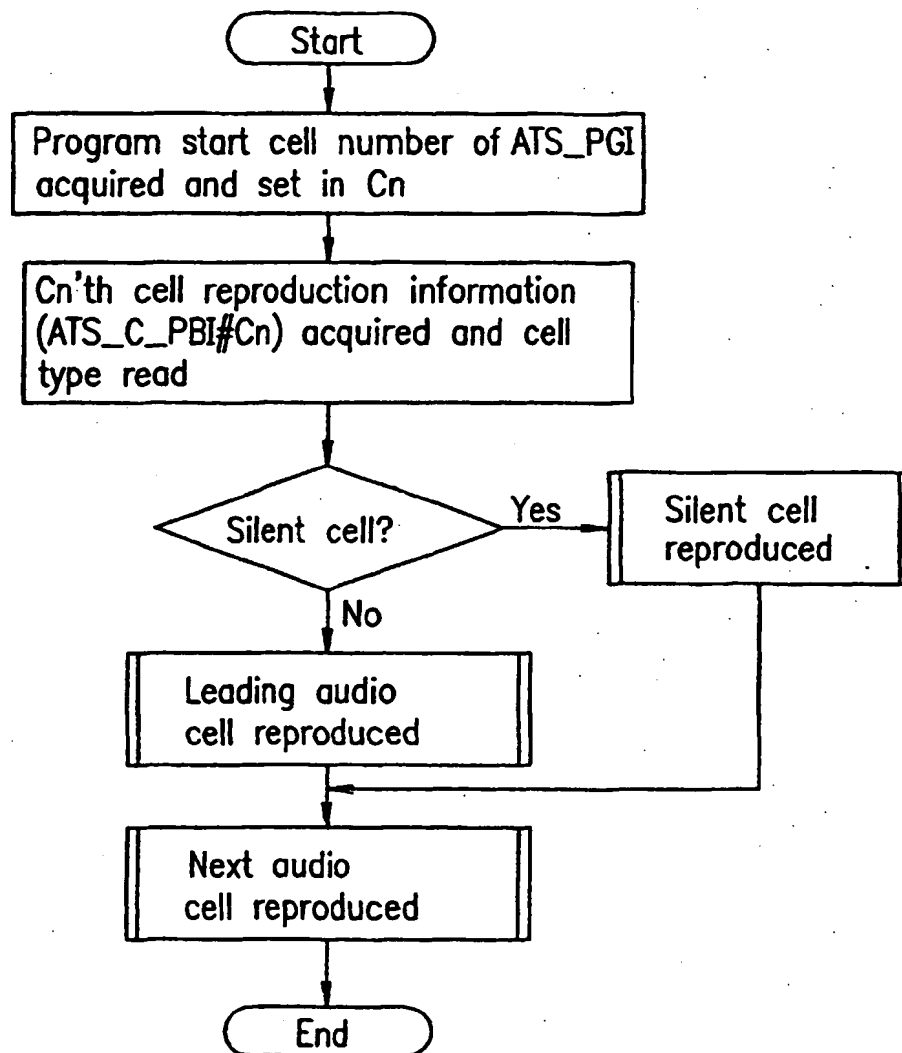 Start
Program start cell number of ATS_PGI
acquired and set in Cn
Cn'th cell reproduction information
(ATS_C_PBI#Cn) acquired and cell
type read
Silent cell?
Yes
Silent cell
reproduced
No
Leading audio
cell reproduced
Next audio
cell reproduced
End